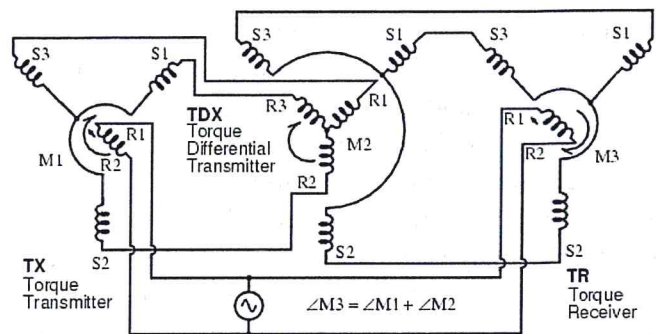 S3
S1
S3
S1
S3
S1
R3
R1
TDX
Torque
Differential
Transmitter
R1
R1
M1
R2
M2
R2
M3
R2
S2
S2
S2
TX
Torque
Transmitter
∠M3 = ∠M1 + ∠M2
TR
Torque
Receiver